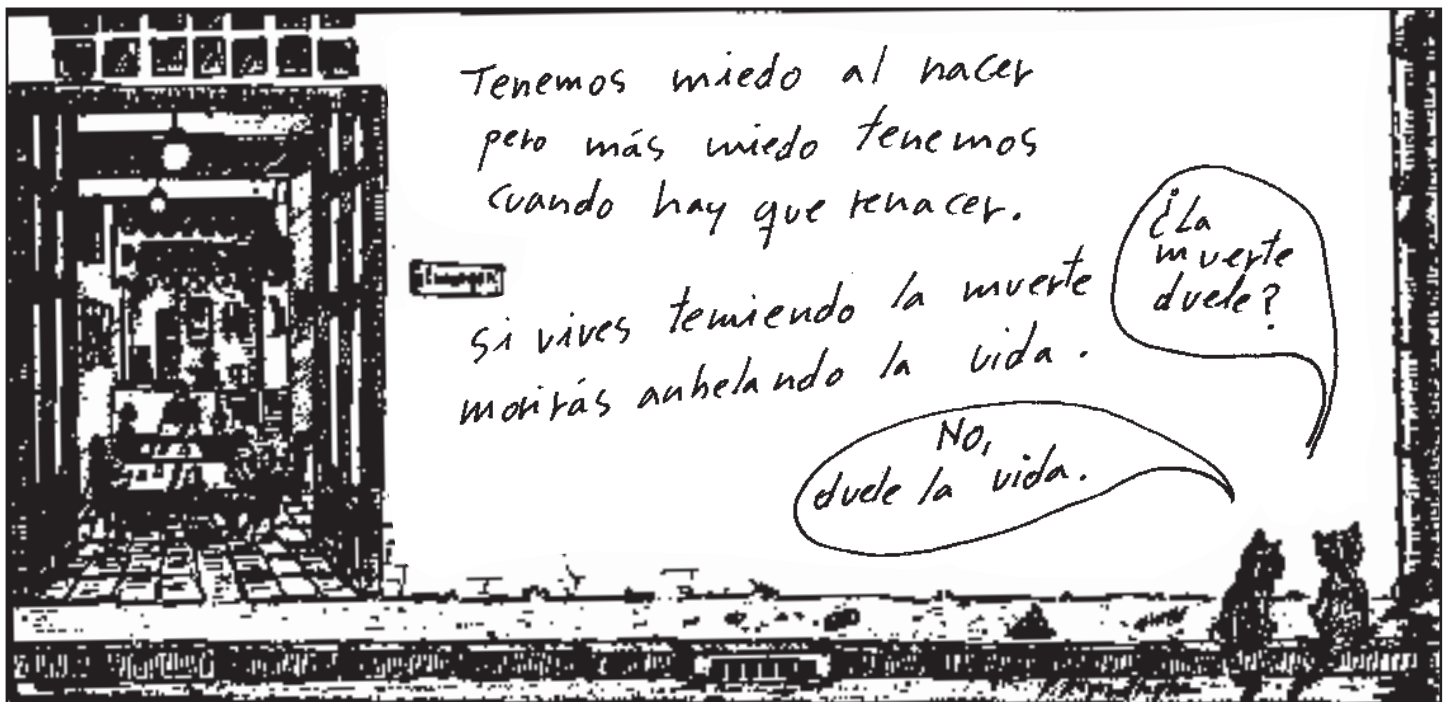 Tenemos miedo al nacer
pero más miedo tenemos
cuando hay que renacer.
si vives temiendo la muerte
morirás anhelando la vida.
¿La
muerte
duele?
No,
duele la vida.